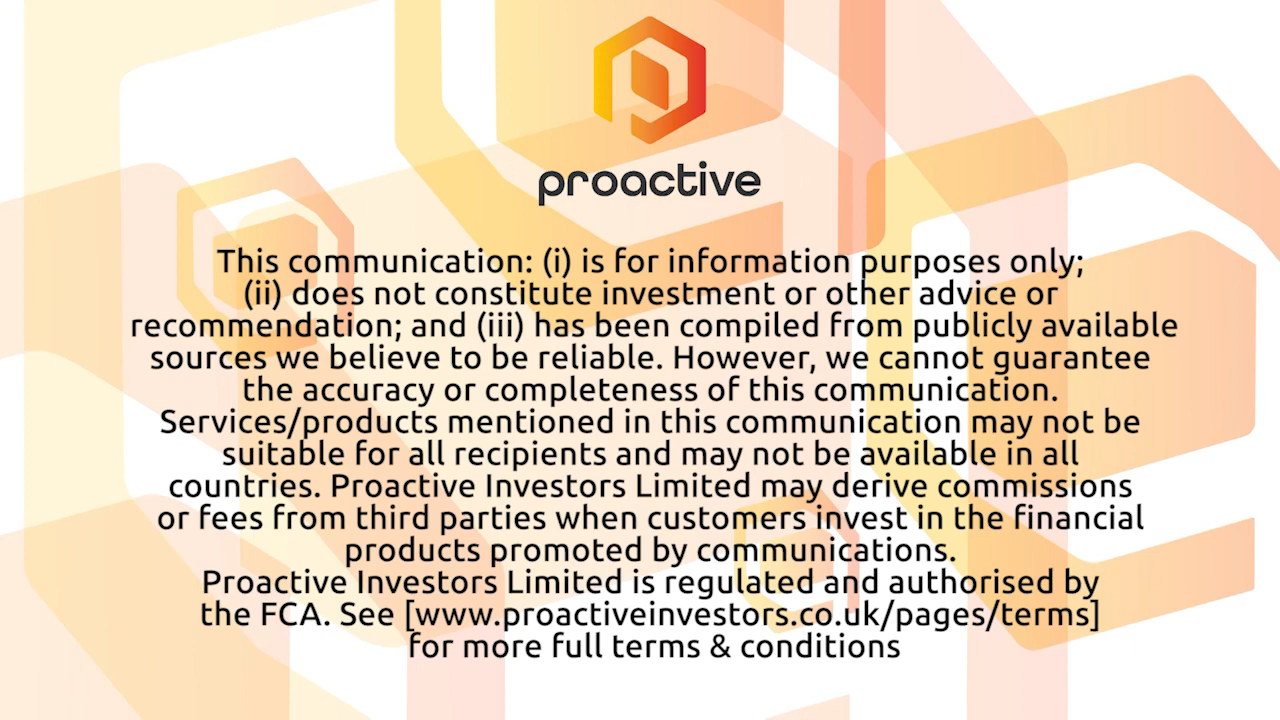 proactive
This communication: (i) is for information purposes only;
(ii) does not constitute investment or other advice or
recommendation; and (iii) has been compiled from publicly available
sources we believe to be reliable. However, we cannot guarantee
the accuracy or completeness of this communication.
Services/products mentioned in this communication may not be
suitable for all recipients and may not be available in all
countries. Proactive Investors Limited may derive commissions
or fees from third parties when customers invest in the financial
products promoted by communications.
Proactive Investors Limited is regulated and authorised by
the FCA. See [www.proactiveinvestors.co.uk/pages/terms]
for more full terms & conditions